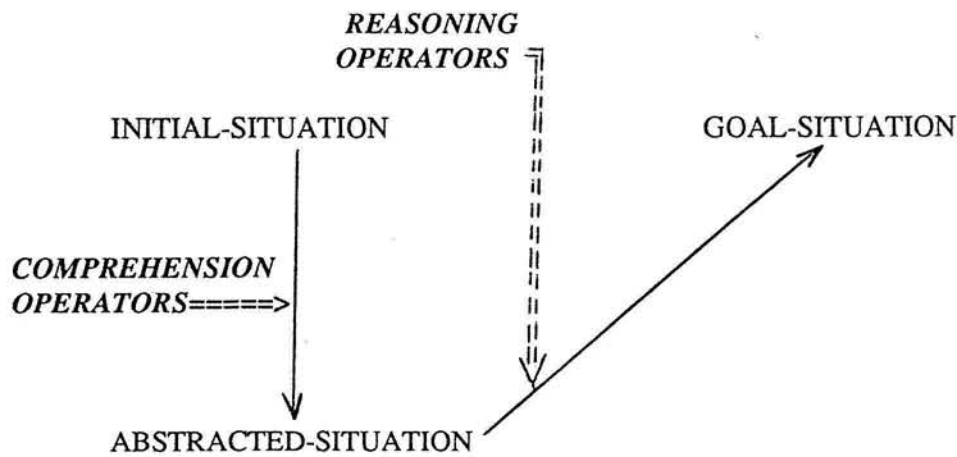 REASONING
OPERATORS
INITIAL-SITUATION
GOAL-SITUATION
COMPREHENSION
OPERATORS=====>
ABSTRACTED-SITUATION